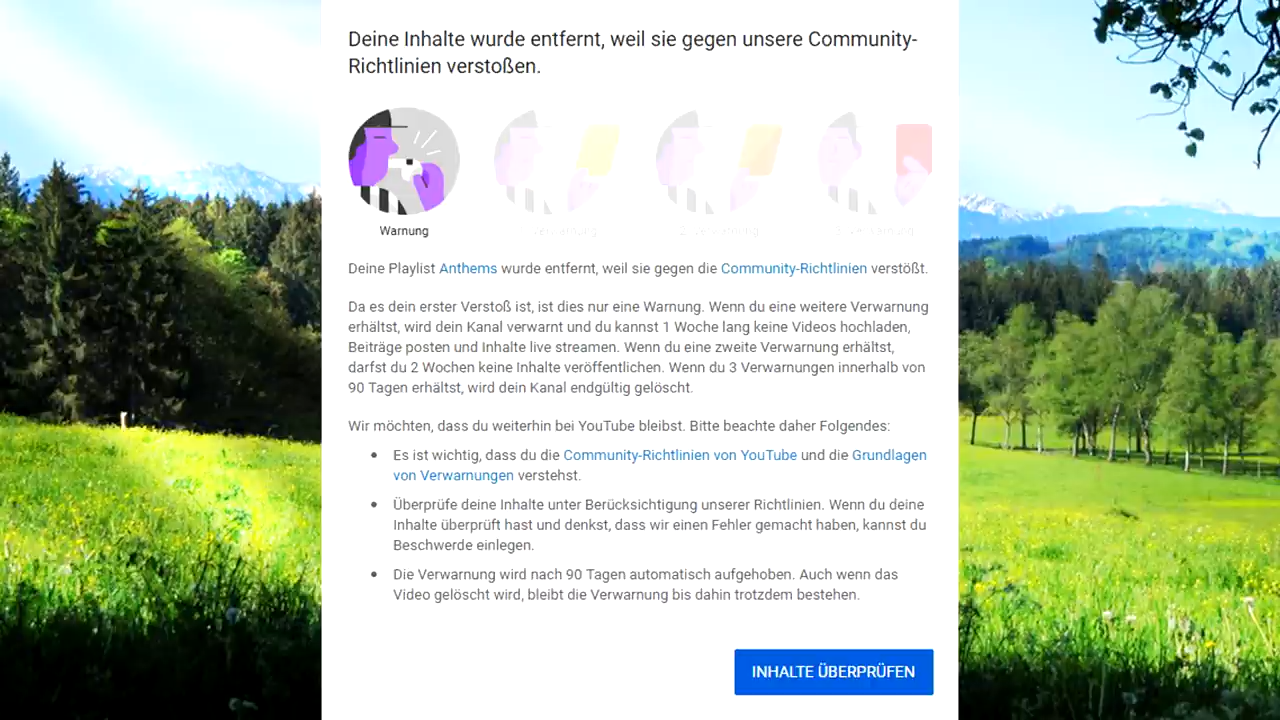 Deine Inhalte wurde entfernt, weil sie gegen unsere Community-
Richtlinien verstoßen.
Warnung
Verwarnung
2. Verwarnung
3. Verwarnung
Deine Playlist Anthems wurde entfernt, weil sie gegen die Community-Richtlinien verstößt.
Da es dein erster Verstoß ist, ist dies nur eine Warnung. Wenn du eine weitere Verwarnung
erhältst, wird dein Kanal verwarnt und du kannst 1 Woche lang keine Videos hochladen,
Beiträge posten und Inhalte live streamen. Wenn du eine zweite Verwarnung erhältst,
darfst du 2 Wochen keine Inhalte veröffentlichen. Wenn du 3 Verwarnungen innerhalb von
90 Tagen erhältst, wird dein Kanal endgültig gelöscht.
Wir möchten, dass du weiterhin bei YouTube bleibst. Bitte beachte daher Folgendes:
• Es ist wichtig, dass du die Community-Richtlinien von YouTube und die Grundlagen
von Verwarnungen verstehst.
• Überprüfe deine Inhalte unter Berücksichtigung unserer Richtlinien. Wenn du deine
Inhalte überprüft hast und denkst, dass wir einen Fehler gemacht haben, kannst du
Beschwerde einlegen.
• Die Verwarnung wird nach 90 Tagen automatisch aufgehoben. Auch wenn das
Video gelöscht wird, bleibt die Verwarnung bis dahin trotzdem bestehen.
INHALTE ÜBERPRÜFEN